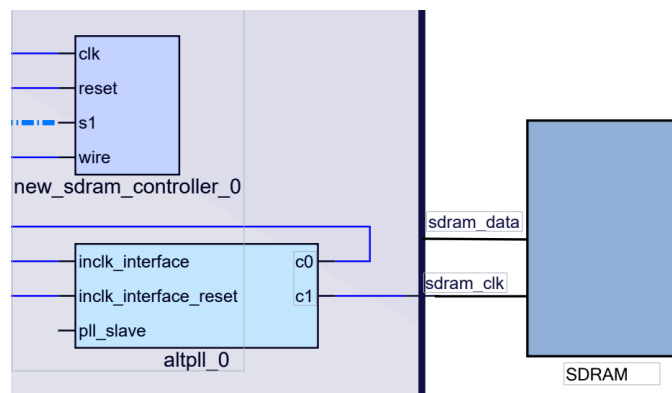 clk
reset
s1
wire
new_sdram_controller_0
sdram_data
inclk_interface
c0
inclk_interface_reset
c1
sdram_clk
pll_slave
altpll_0
SDRAM